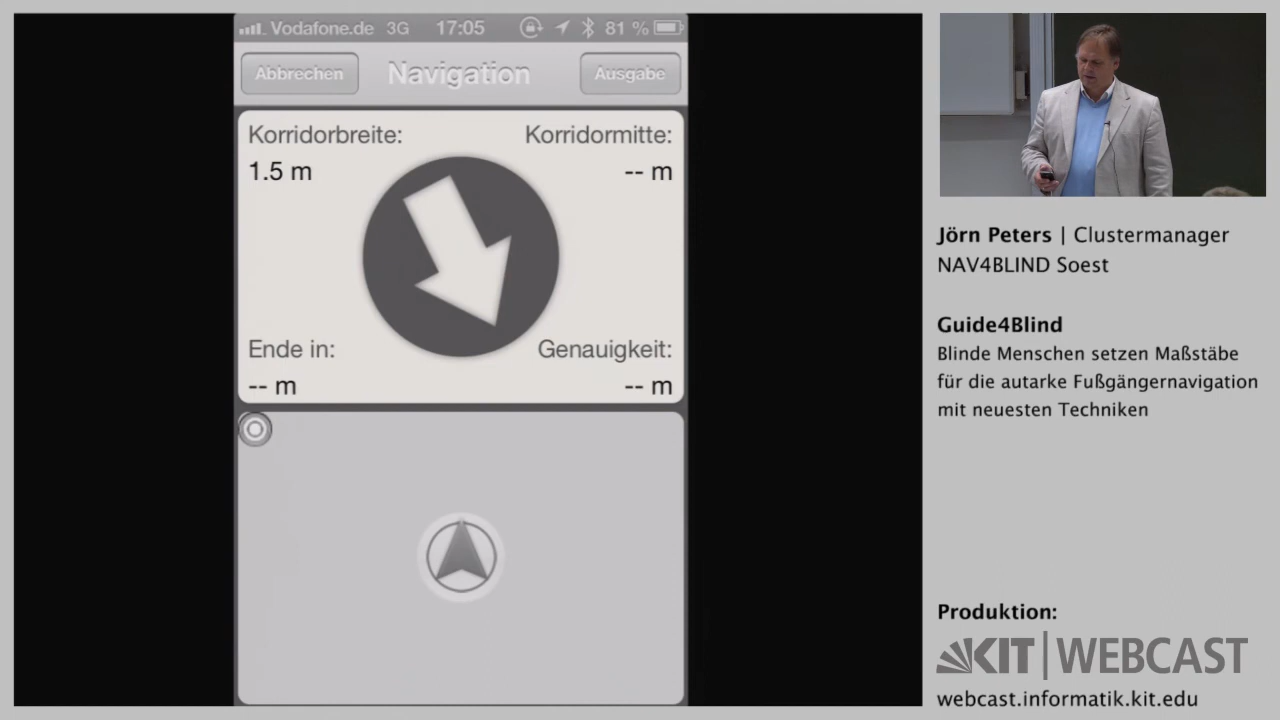 Vodafone.de 3G 17:05 81 %
Abbrechen Navigation Ausgabe
Korridorbreite: Korridormitte:
1.5 m -- m
Ende in: Genauigkeit:
-- m -- m
Jörn Peters | Clustermanager
NAV4BLIND Soest
Guide4Blind
Blinde Menschen setzen Maßstäbe
für die autarke Fußgängernavigation
mit neuesten Techniken
Produktion:
KIT | WEBCAST
webcast.informatik.kit.edu